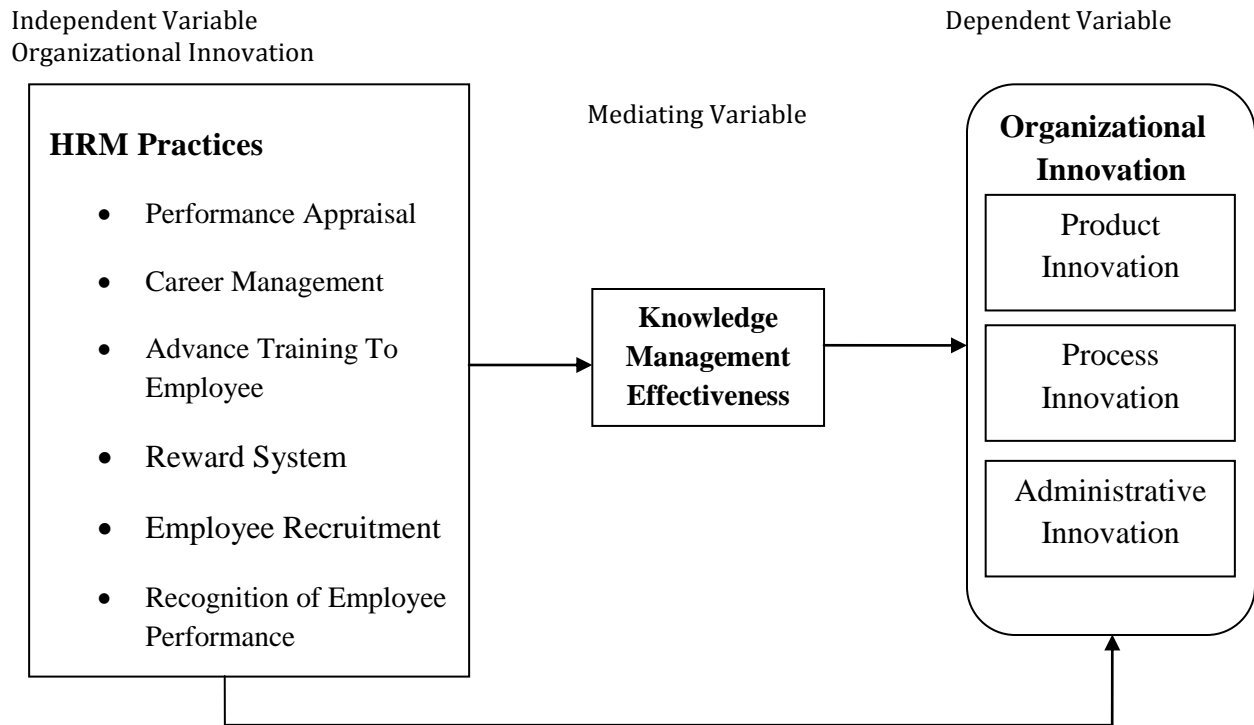 Independent Variable
Organizational Innovation
Dependent Variable
Mediating Variable
HRM Practices
• Performance Appraisal
• Career Management
• Advance Training To
Employee
• Reward System
• Employee Recruitment
• Recognition of Employee
Performance
Knowledge
Management
Effectiveness
Organizational
Innovation
Product
Innovation
Process
Innovation
Administrative
Innovation